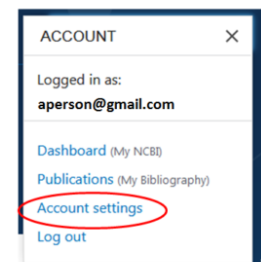 ACCOUNT
Logged in as:
aperson@gmail.com
Dashboard (My NCBI)
Publications (My Bibliography)
Account settings
Log out